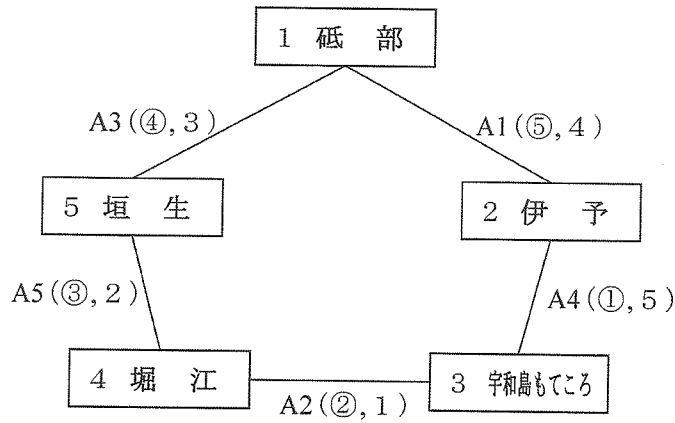 1 砥 部
A3(④,3)
A1(⑤,4)
5 垣 生
2 伊 予
A5(③,2)
A4(①,5)
4 堀 江
A2(②,1)
3 宇和島もてころ